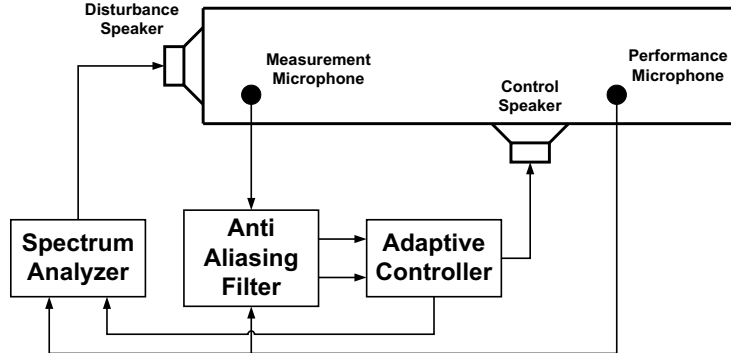 Disturbance
Speaker
Measurement
Microphone
Control
Speaker
Performance
Microphone
Spectrum
Analyzer
Anti
Aliasing
Filter
Adaptive
Controller